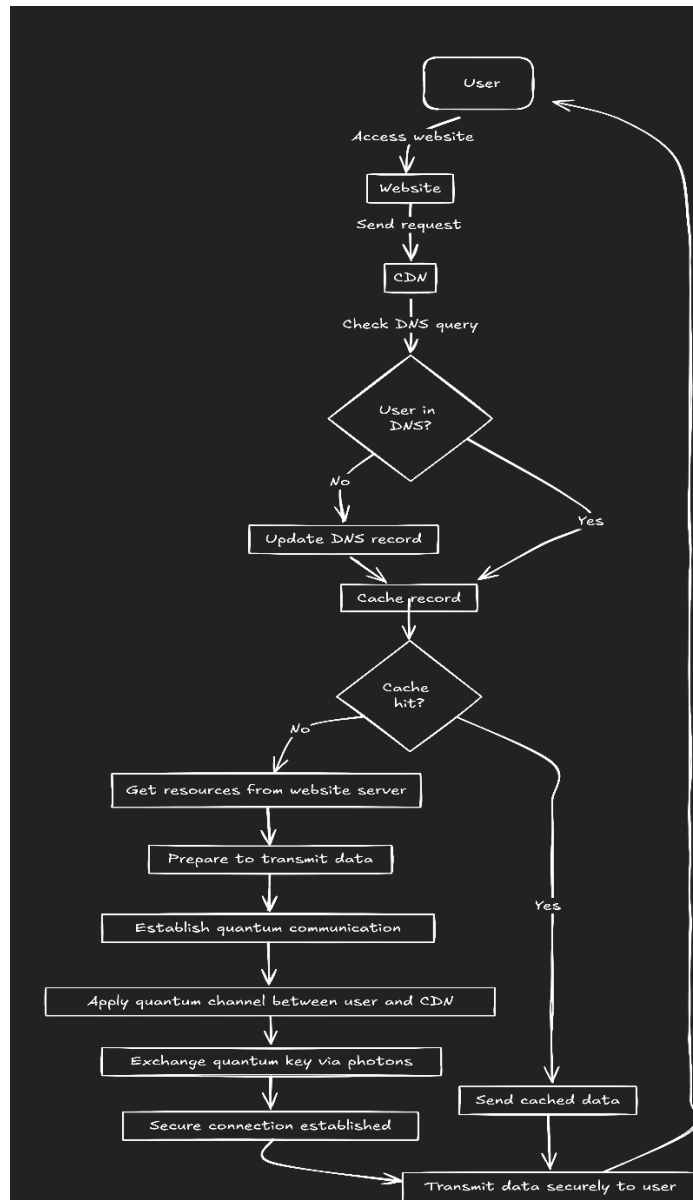 User
Access website
Website
Send request
CDN
Check DNS query
User in
DNS?
No
Yes
Update DNS record
Cache record
Cache
hit?
No
Get resources from website server
Prepare to transmit data
Yes
Establish quantum communication
Apply quantum channel between user and CDN
Exchange quantum key via photons
Send cached data
Secure connection established
Transmit data securely to user